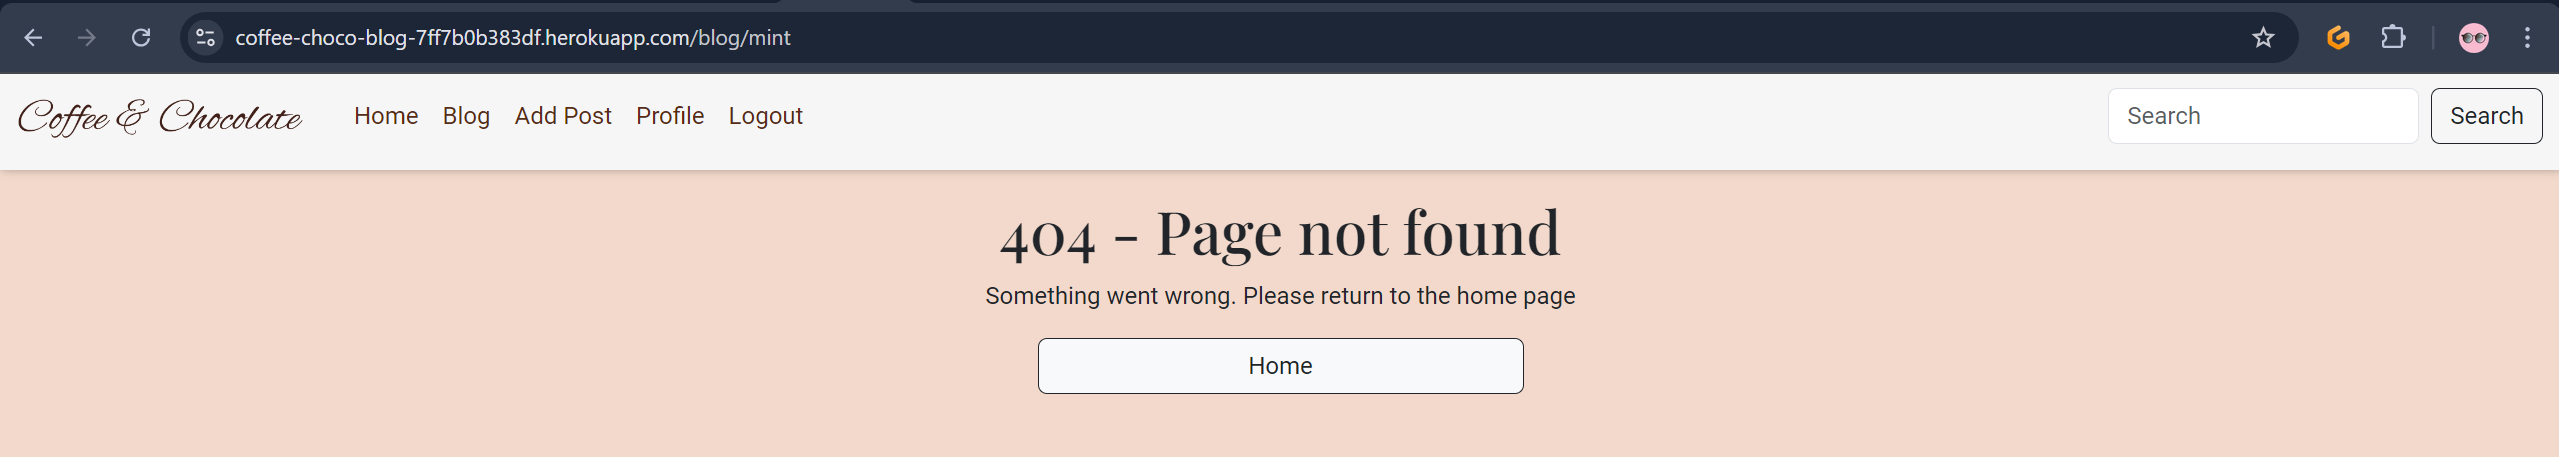 coffee-choco-blog-7ff7b0b383df.herokuapp.com/blog/mint
Coffee & Chocolate Home Blog Add Post Profile Logout Search Search
404 - Page not found
Something went wrong. Please return to the home page
Home